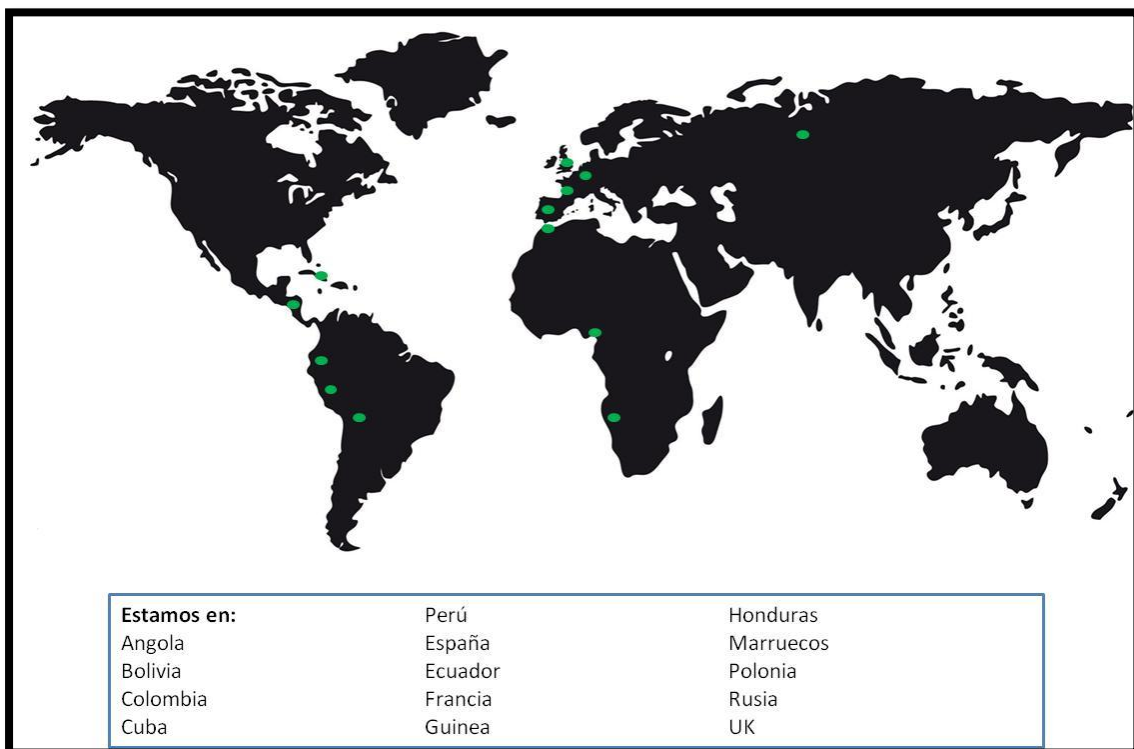 Estamos en:
Angola
Bolivia
Colombia
Cuba
Perú
España
Ecuador
Francia
Guinea
Honduras
Marruecos
Polonia
Rusia
UK